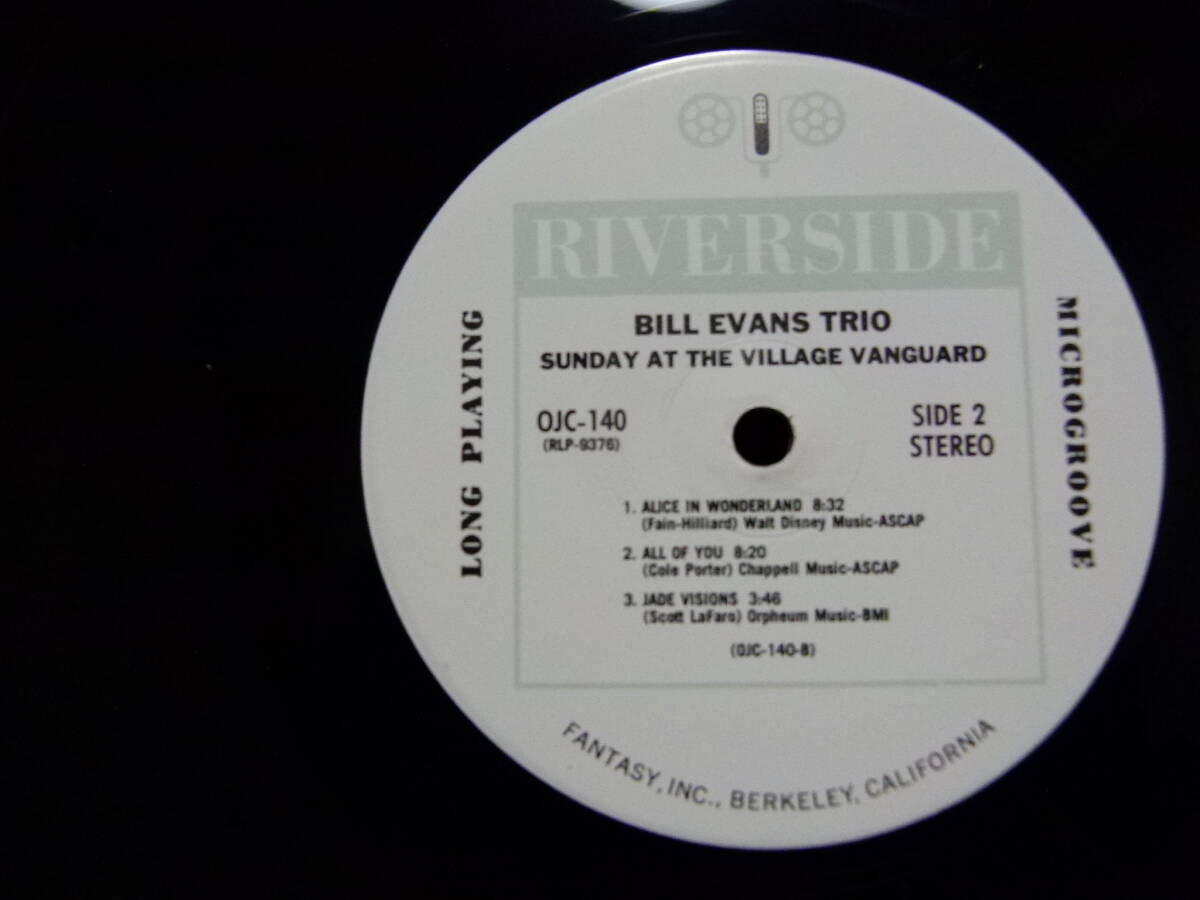 RIVERSIDE
BILL EVANS TRIO
SUNDAY AT THE VILLAGE VANGUARD
LONG PLAYING
MICROGROOVE
OJC-140
(RLP-9376)
SIDE 2
STEREO
1. ALICE IN WONDERLAND 8:32
(Fain-Hilliard) Walt Disney Music-ASCAP
2. ALL OF YOU 8:20
(Cole Porter) Chappell Music-ASCAP
3. JADE VISIONS 3:46
(Scott LaFaro) Orpheum Music-BMI
(OJC-140-B)
FANTASY, INC., BERKELEY, CALIFORNIA